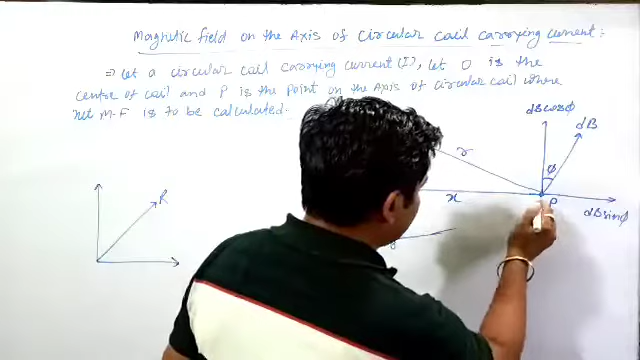 Magnetic field on the Axis of circular coil carrying current:
⇒ Let a circular coil carrying current (I), Let O is the
centre of coil and P is the point on the Axis of circular coil where
net M.F is to be calculated.
dBcosϕ
dB
ϕ
r
x
P
dBsinϕ
R